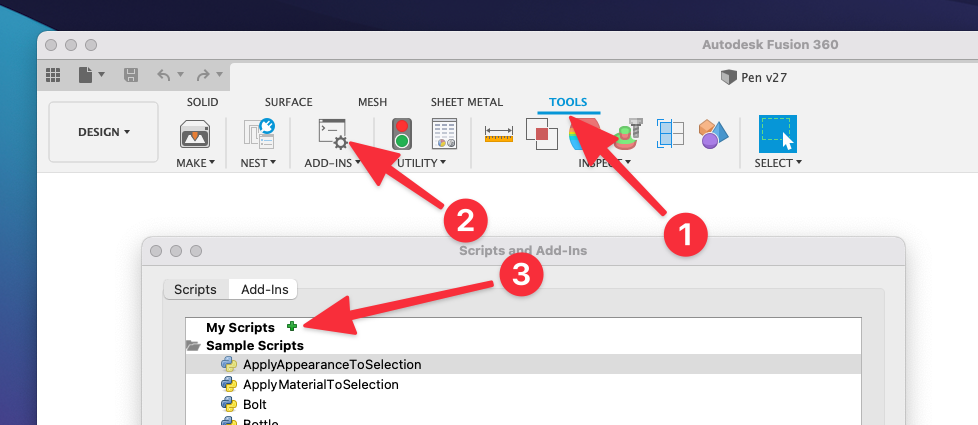 Autodesk Fusion 360
Pen v27
SOLID SURFACE MESH SHEET METAL TOOLS
DESIGN
MAKE NEST ADD-INS UTILITY INSPECT SELECT
2
1
Scripts and Add-Ins
3
Scripts Add-Ins
My Scripts
Sample Scripts
ApplyAppearanceToSelection
ApplyMaterialToSelection
Bolt
Bottle